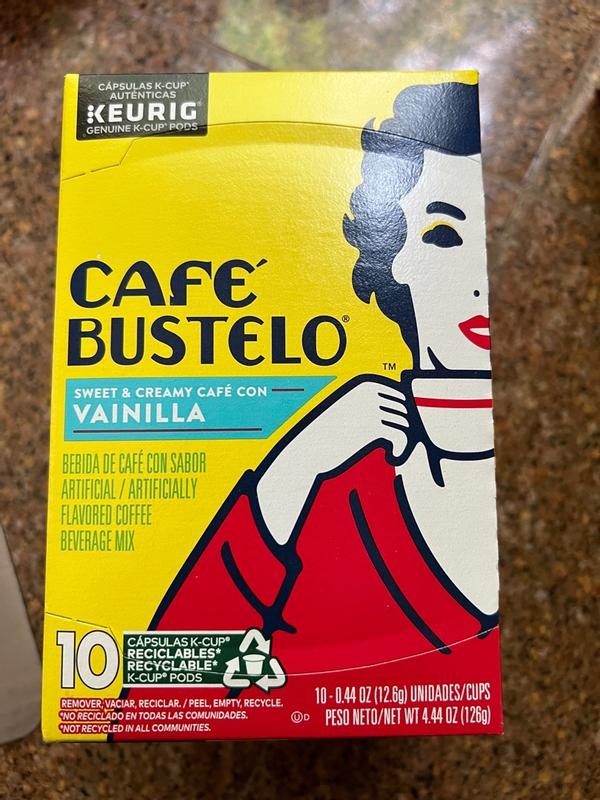 CÁPSULAS K-CUP®
AUTÉNTICAS
KEURIG®
GENUINE K-CUP® PODS
CAFÉ
BUSTELO®
™
SWEET & CREAMY CAFÉ CON
VAINILLA
BEBIDA DE CAFÉ CON SABOR
ARTIFICIAL / ARTIFICIALLY
FLAVORED COFFEE
BEVERAGE MIX
10
CÁPSULAS K-CUP®
RECICLABLES*
RECYCLABLE*
K-CUP® PODS
REMOVER, VACIAR, RECICLAR. / PEEL, EMPTY, RECYCLE.
*NO RECICLADO EN TODAS LAS COMUNIDADES.
*NOT RECYCLED IN ALL COMMUNITIES.
U D
10 - 0.44 OZ (12.6g) UNIDADES/CUPS
PESO NETO/NET WT 4.44 OZ (126g)